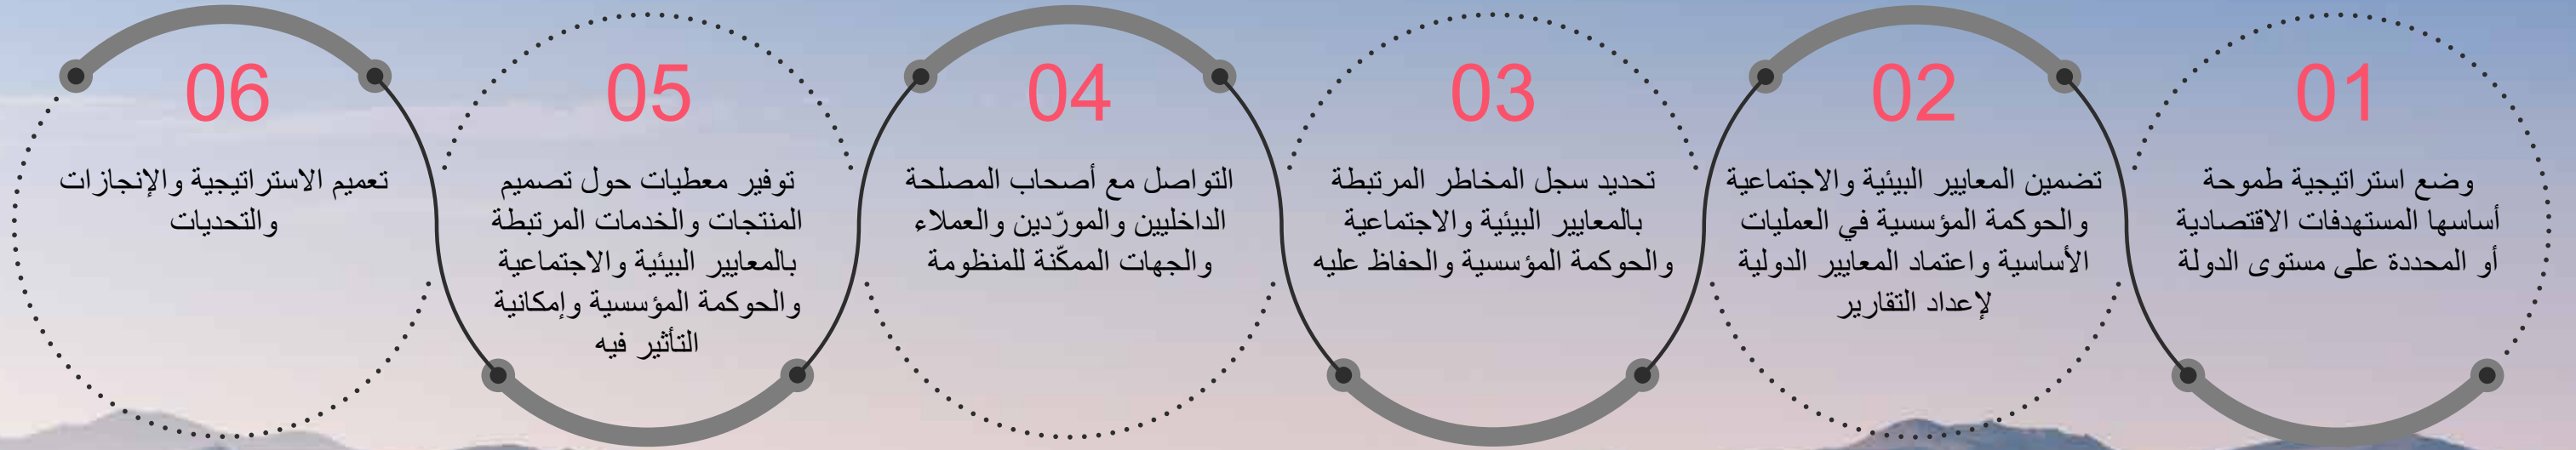 01
وضع استراتيجية طموحة
أساسها المستهدفات الاقتصادية
أو المحددة على مستوى الدولة
02
تضمين المعايير البيئية والاجتماعية
والحوكمة المؤسسية في العمليات
الأساسية واعتماد المعايير الدولية
لإعداد التقارير
03
تحديد سجل المخاطر المرتبطة
بالمعايير البيئية والاجتماعية
والحوكمة المؤسسية والحفاظ عليه
04
التواصل مع أصحاب المصلحة
الداخليين والمورّدين والعملاء
والجهات الممكّنة للمنظومة
05
توفير معطيات حول تصميم
المنتجات والخدمات المرتبطة
بالمعايير البيئية والاجتماعية
والحوكمة المؤسسية وإمكانية
التأثير فيه
06
تعميم الاستراتيجية والإنجازات
والتحديات